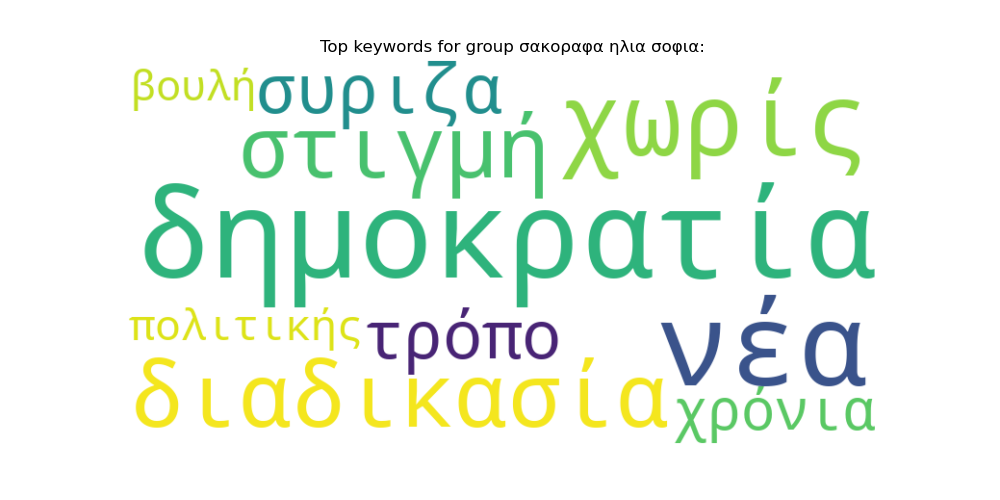 Top keywords for group σακοραφα ηλια σοφια:
βουλή συριζα χωρίς
στιγμή
δημοκρατία
πολιτικής τρόπο νέα
διαδικασία χρόνια